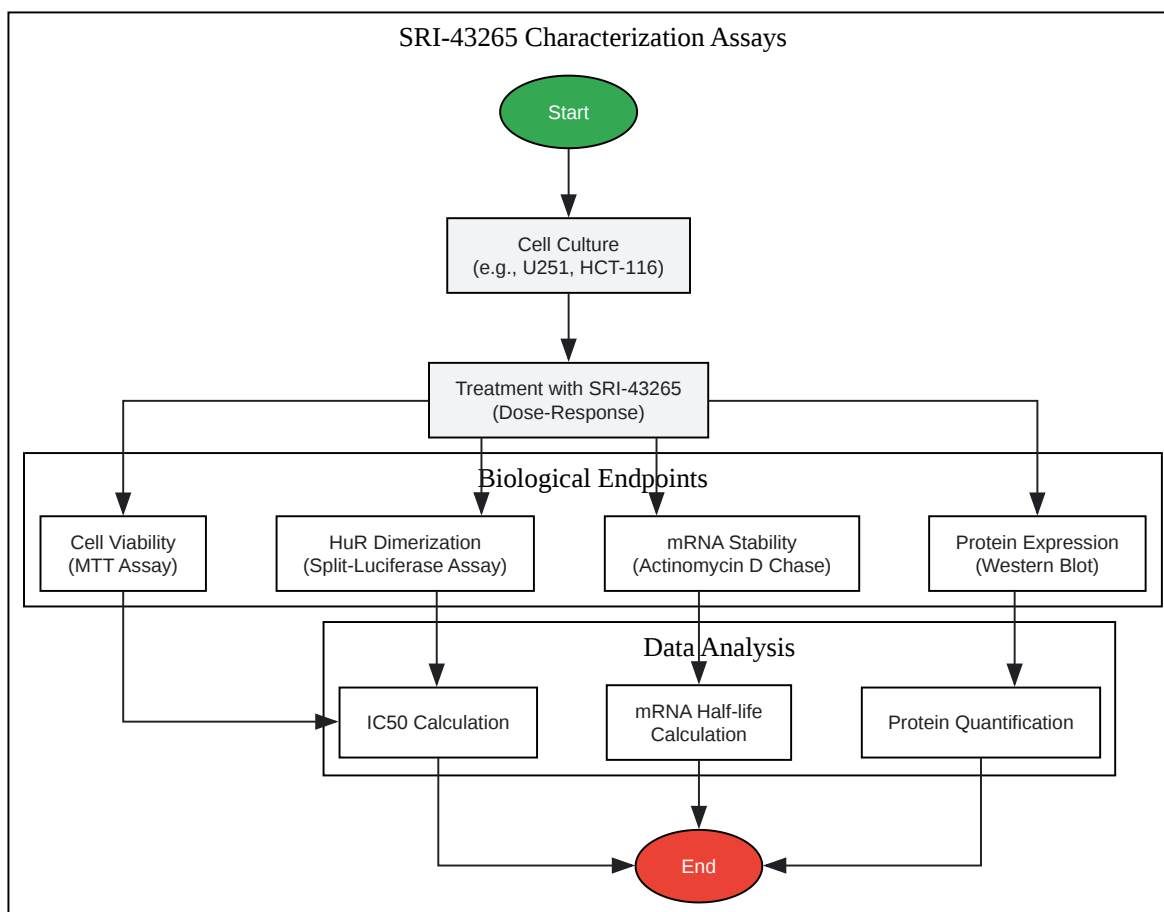 SRI-43265 Characterization Assays
Start
Cell Culture
(e.g., U251, HCT-116)
Treatment with SRI-43265
(Dose-Response)
Biological Endpoints
Cell Viability
(MTT Assay)
HuR Dimerization
(Split-Luciferase Assay)
mRNA Stability
(Actinomycin D Chase)
Protein Expression
(Western Blot)
Data Analysis
IC50 Calculation
mRNA Half-life
Calculation
Protein Quantification
End